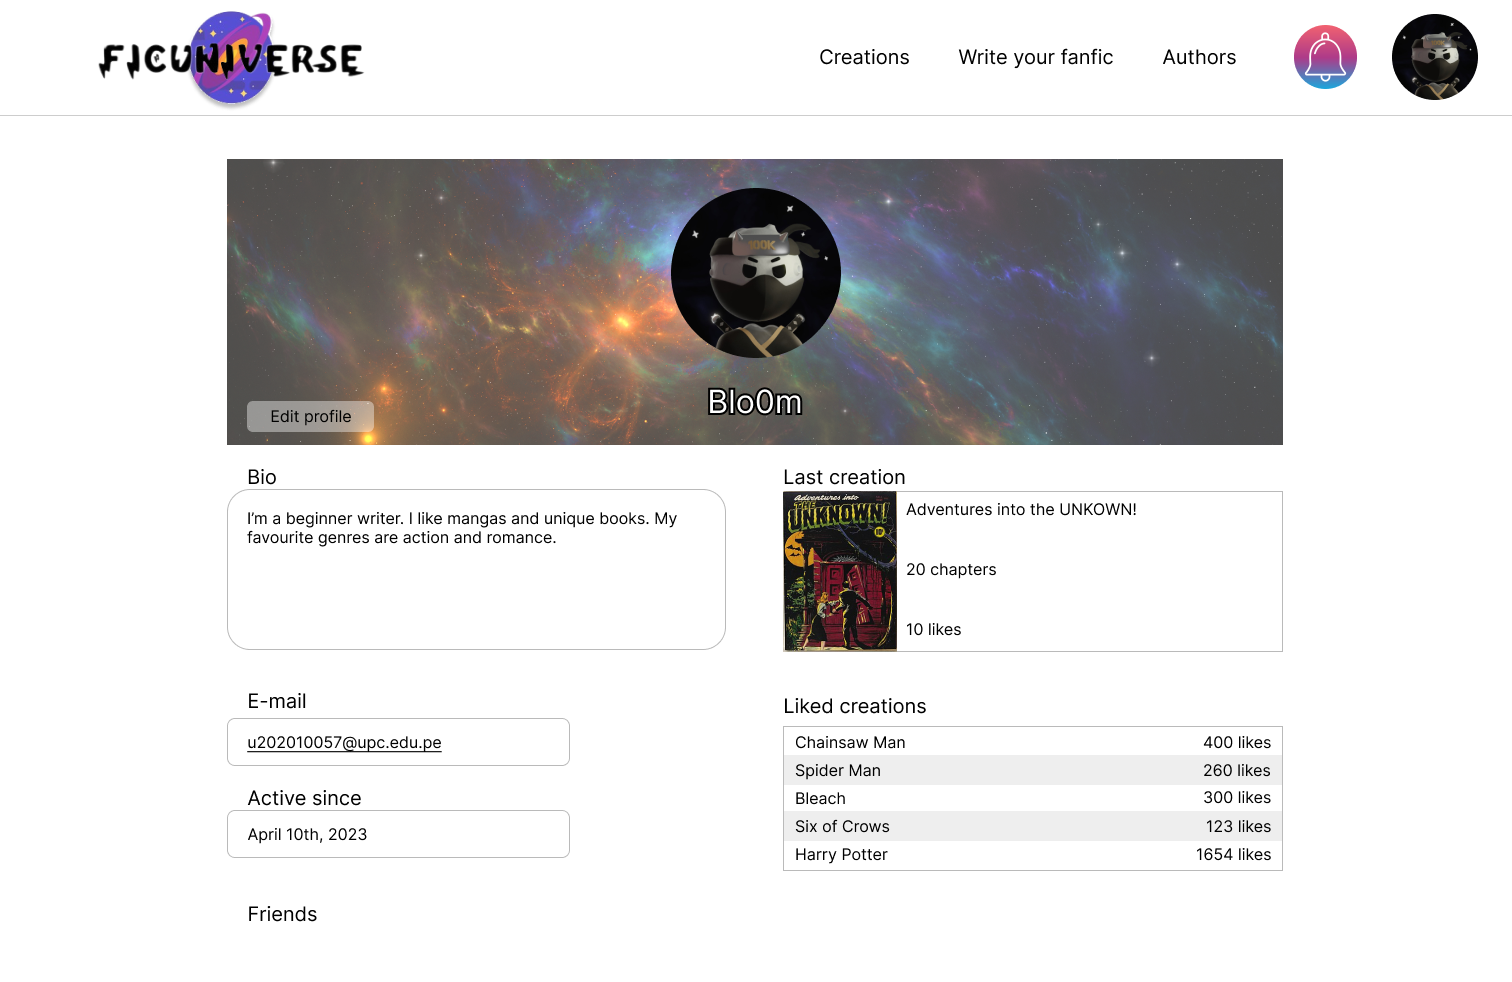 FICUNIVERSE
Creations
Write your fanfic
Authors
100K
Blo0m
Edit profile
Bio
I'm a beginner writer. I like mangas and unique books. My
favourite genres are action and romance.
E-mail
u202010057@upc.edu.pe
Active since
April 10th, 2023
Friends
Last creation
Adventures into
THE
UNKNOWN!
Adventures into the UNKOWN!
20 chapters
10 likes
Liked creations
Chainsaw Man 400 likes
Spider Man 260 likes
Bleach 300 likes
Six of Crows 123 likes
Harry Potter 1654 likes